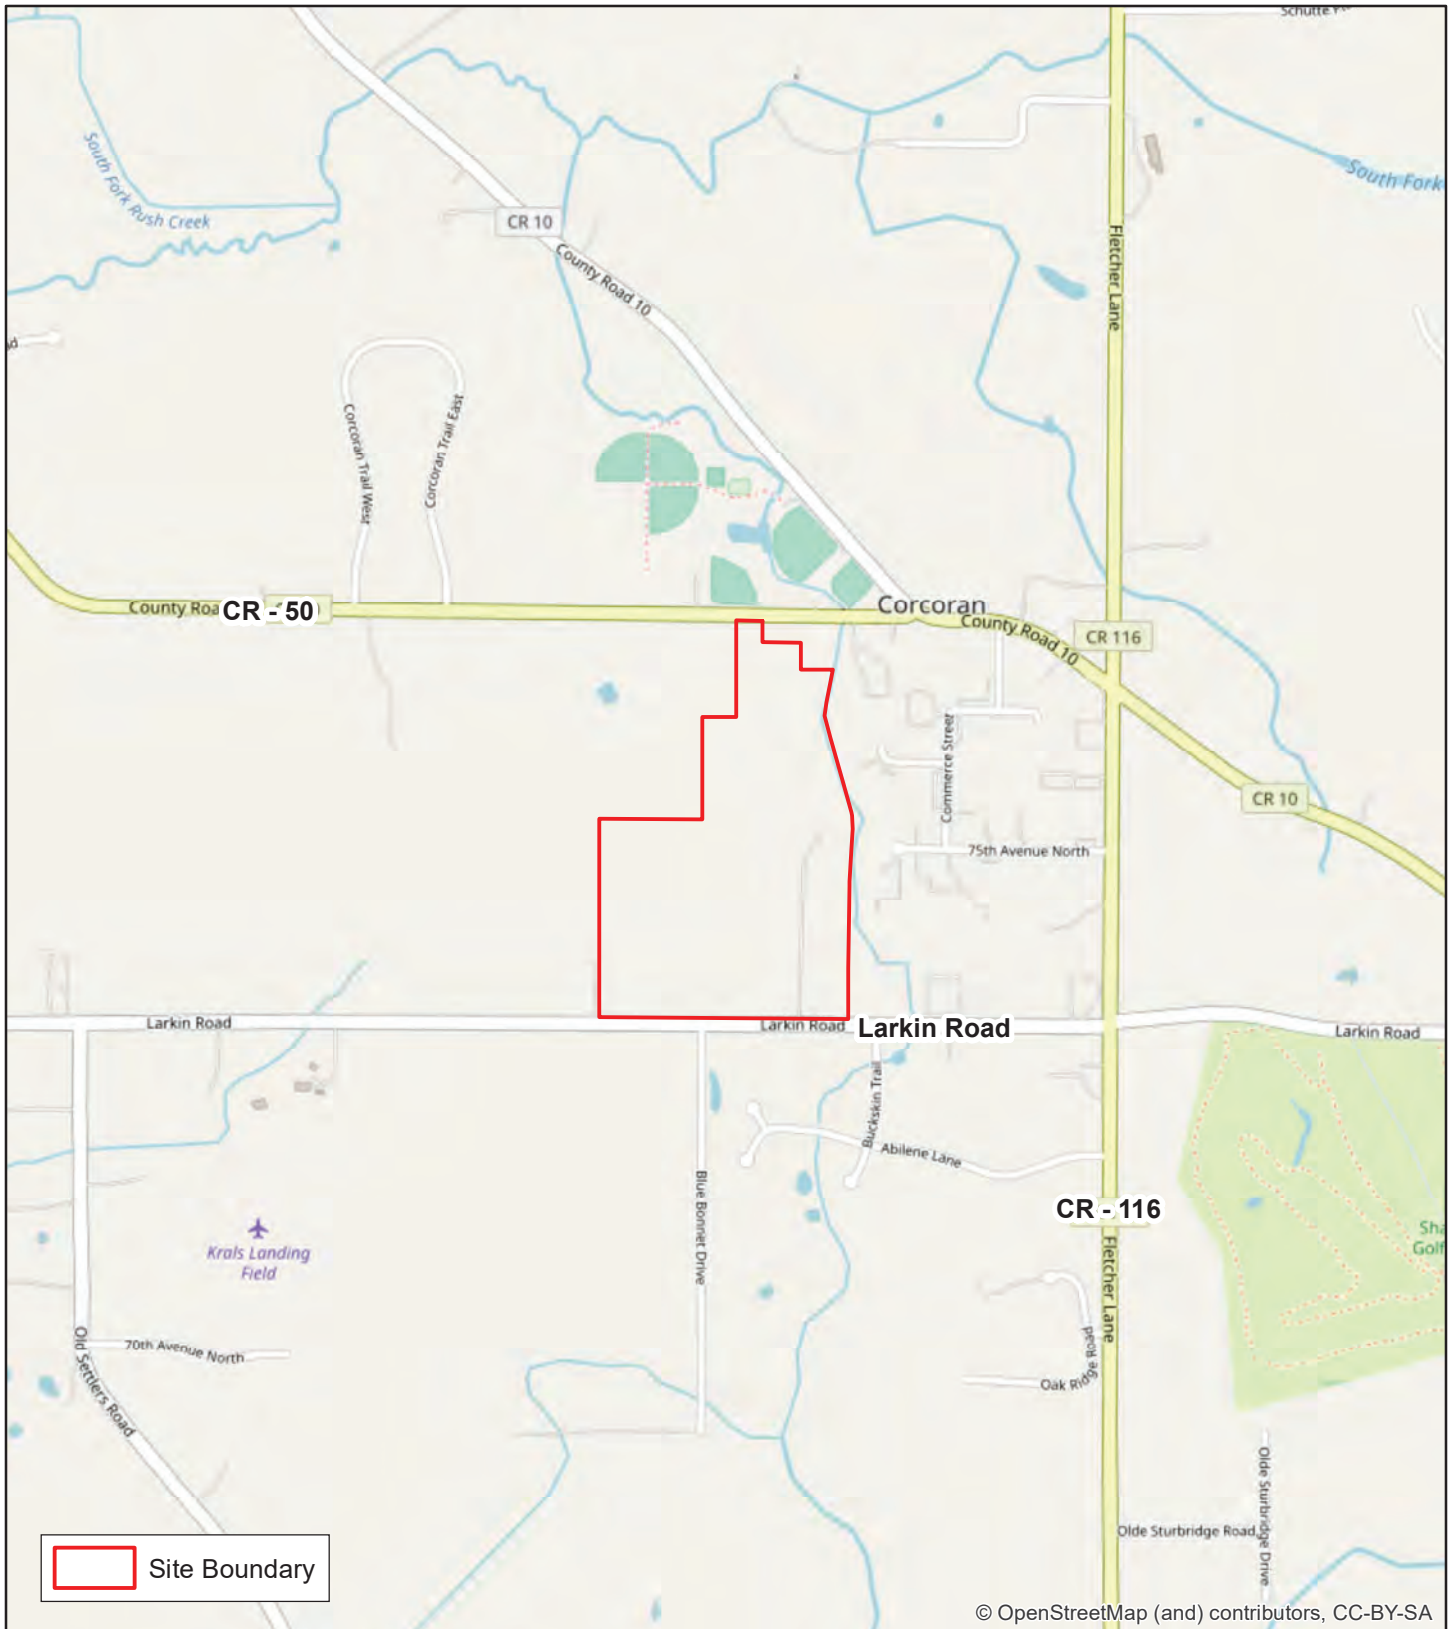 South Fork Rush Creek
CR 10
County Road 10
South Fork
Fletcher Lane
Corcoran Trail West
Corcoran Trail East
CR - 50
Corcoran
County Road 10
CR 116
Commerce Street
CR 10
75th Avenue North
Larkin Road
Larkin Road
Larkin Road
Larkin Road
Buckskin Trail
Abilene Lane
Blue Bonnet Drive
CR - 116
Krals Landing
Field
Fletcher Lane
Old Settlers Road
70th Avenue North
Oak Ridge Road
Olde Sturbridge Drive
Olde Sturbridge Road
Site Boundary
© OpenStreetMap (and) contributors, CC-BY-SA